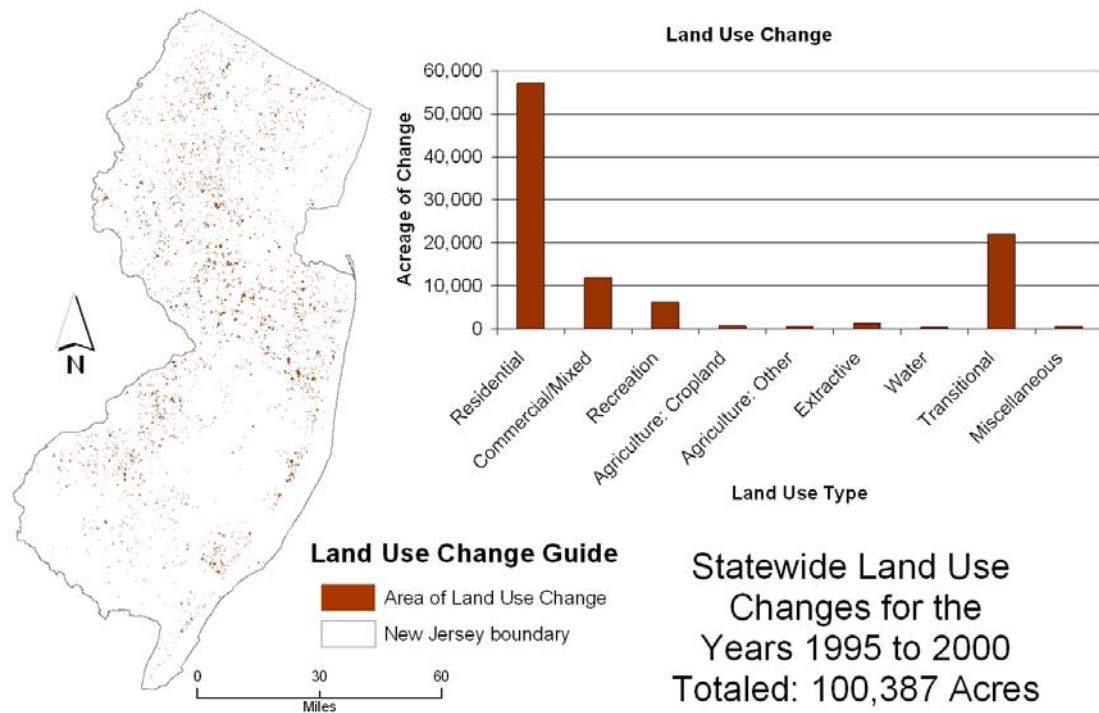 Land Use Change
60,000
50,000
40,000
30,000
20,000
10,000
0
Acreage of Change
Residential
Commercial/Mixed
Recreation
Agriculture: Cropland
Agriculture: Other
Extractive
Water
Transitional
Miscellaneous
Land Use Type
N
Land Use Change Guide
Area of Land Use Change
New Jersey boundary
0 30 60
Miles
Statewide Land Use
Changes for the
Years 1995 to 2000
Totaled: 100,387 Acres